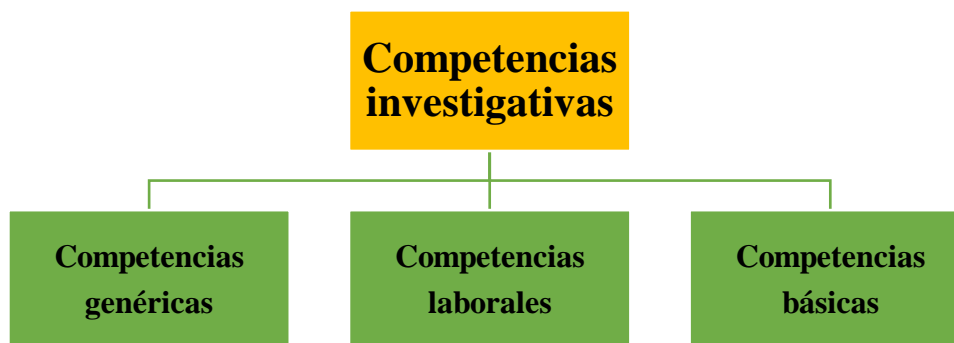 Competencias
investigativas
Competencias
genéricas
Competencias
laborales
Competencias
básicas